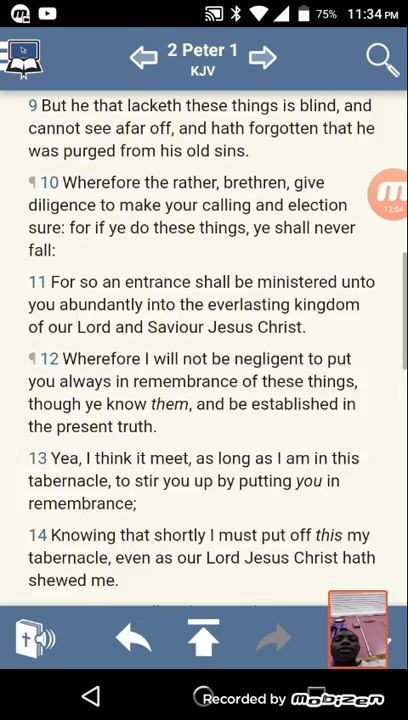 75% 11:34 PM
2 Peter 1
KJV
9 But he that lacketh these things is blind, and
cannot see afar off, and hath forgotten that he
was purged from his old sins.
¶ 10 Wherefore the rather, brethren, give
diligence to make your calling and election
sure: for if ye do these things, ye shall never
fall:
12:04
11 For so an entrance shall be ministered unto
you abundantly into the everlasting kingdom
of our Lord and Saviour Jesus Christ.
¶ 12 Wherefore I will not be negligent to put
you always in remembrance of these things,
though ye know them, and be established in
the present truth.
13 Yea, I think it meet, as long as I am in this
tabernacle, to stir you up by putting you in
remembrance;
14 Knowing that shortly I must put off this my
tabernacle, even as our Lord Jesus Christ hath
shewed me.
Recorded by mobizen